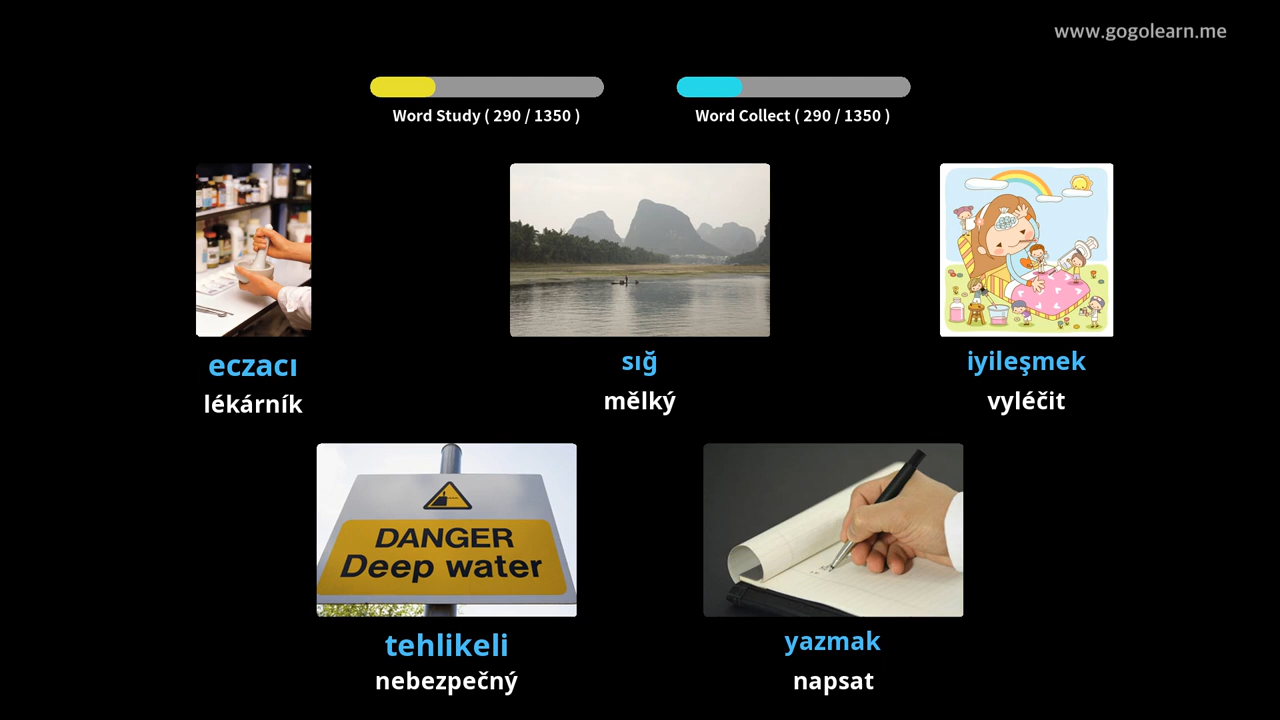 www.gogolearn.me
Word Study ( 290 / 1350 )
Word Collect ( 290 / 1350 )
eczacı
lékárník
sığ
mělký
iyileşmek
vyléčit
DANGER
Deep water
tehlikeli
nebezpečný
yazmak
napsat